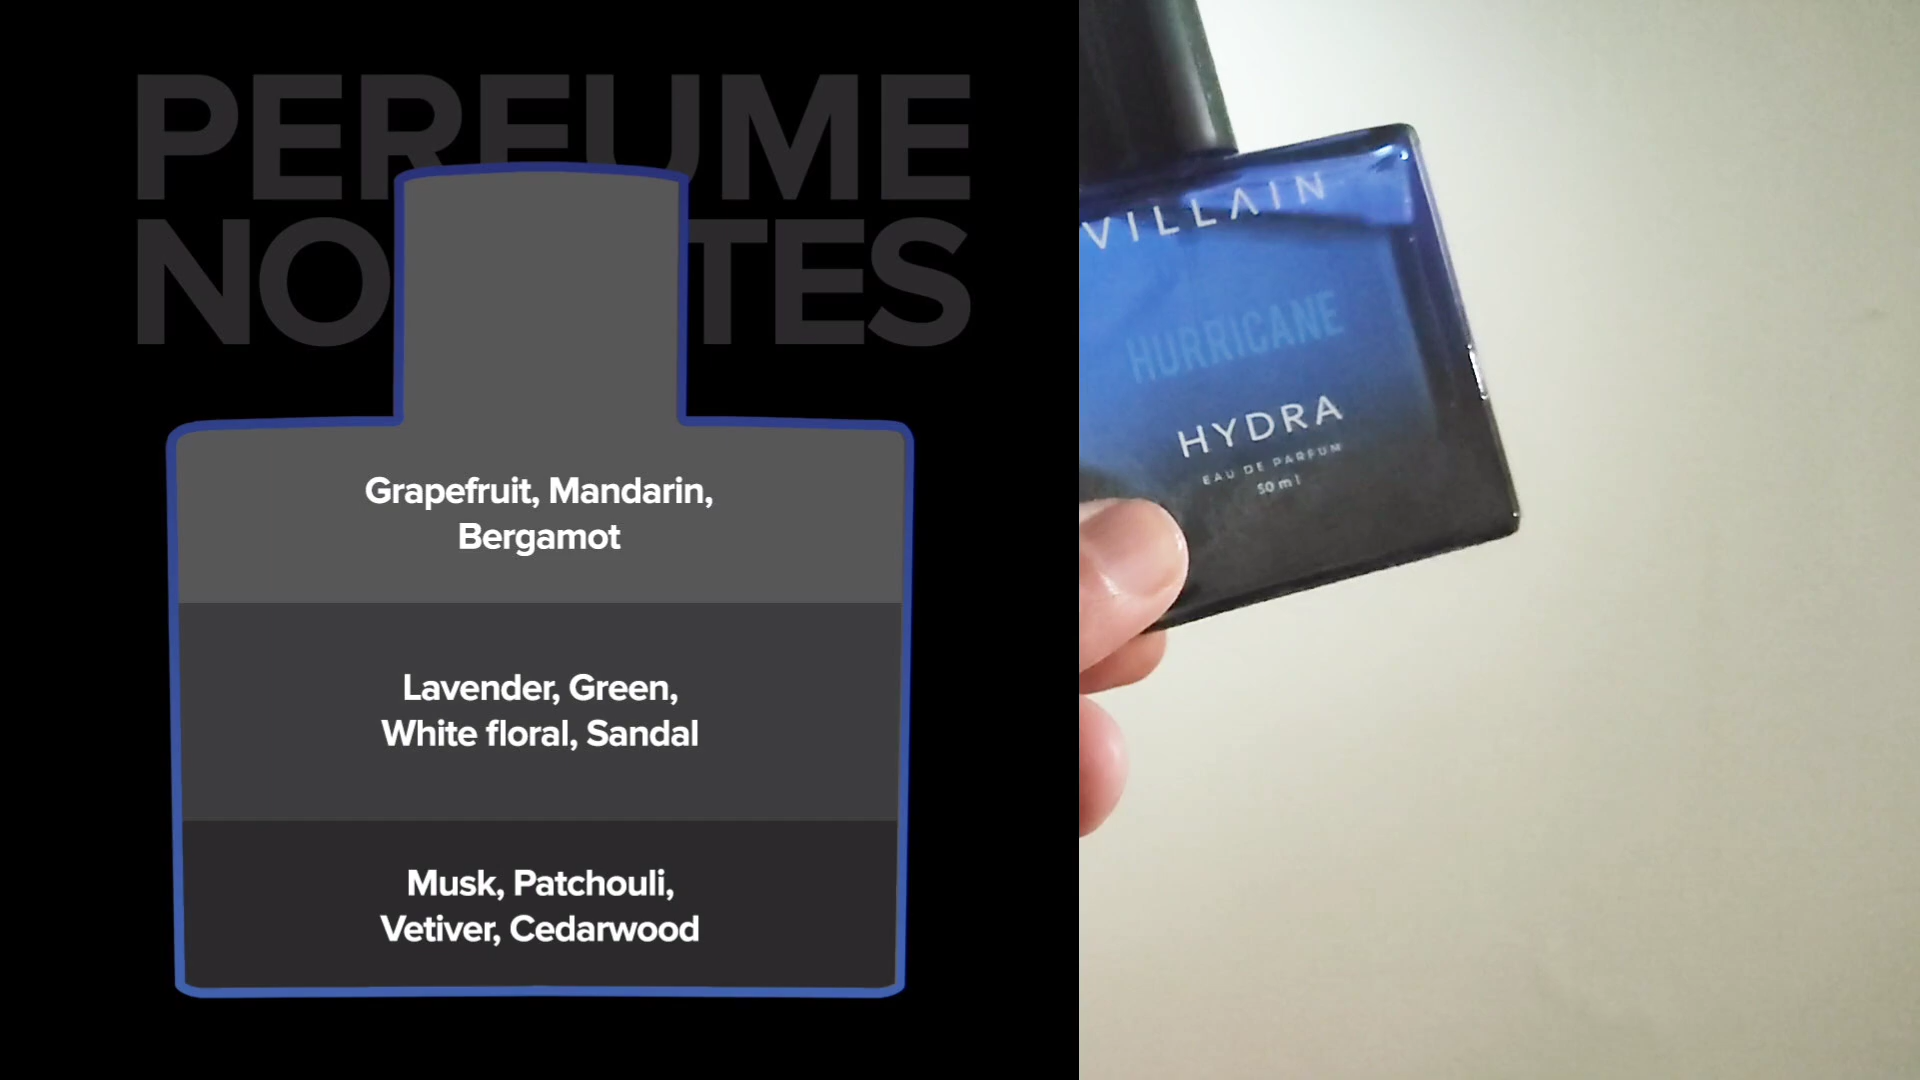 PERFUME
NOTES
Grapefruit, Mandarin,
Bergamot
Lavender, Green,
White floral, Sandal
Musk, Patchouli,
Vetiver, Cedarwood
VILLAIN
HURRICANE
HYDRA
EAU DE PARFUM
50 ml